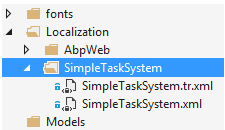 fonts
Localization
AbpWeb
SimpleTaskSystem
SimpleTaskSystem.tr.xml
SimpleTaskSystem.xml
Models